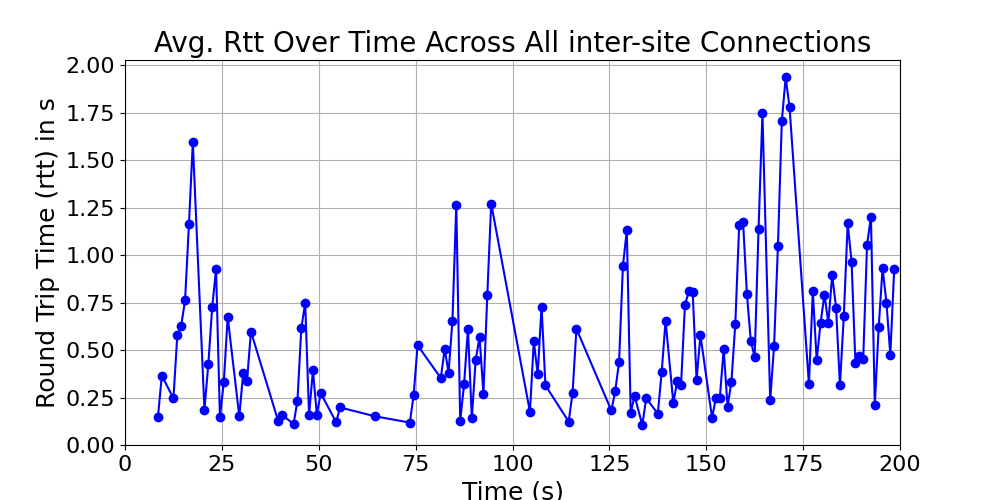 Avg. Rtt Over Time Across All inter-site Connections
Round Trip Time (rtt) in s
2.00
1.75
1.50
1.25
1.00
0.75
0.50
0.25
0.00
0 25 50 75 100 125 150 175 200
Time (s)